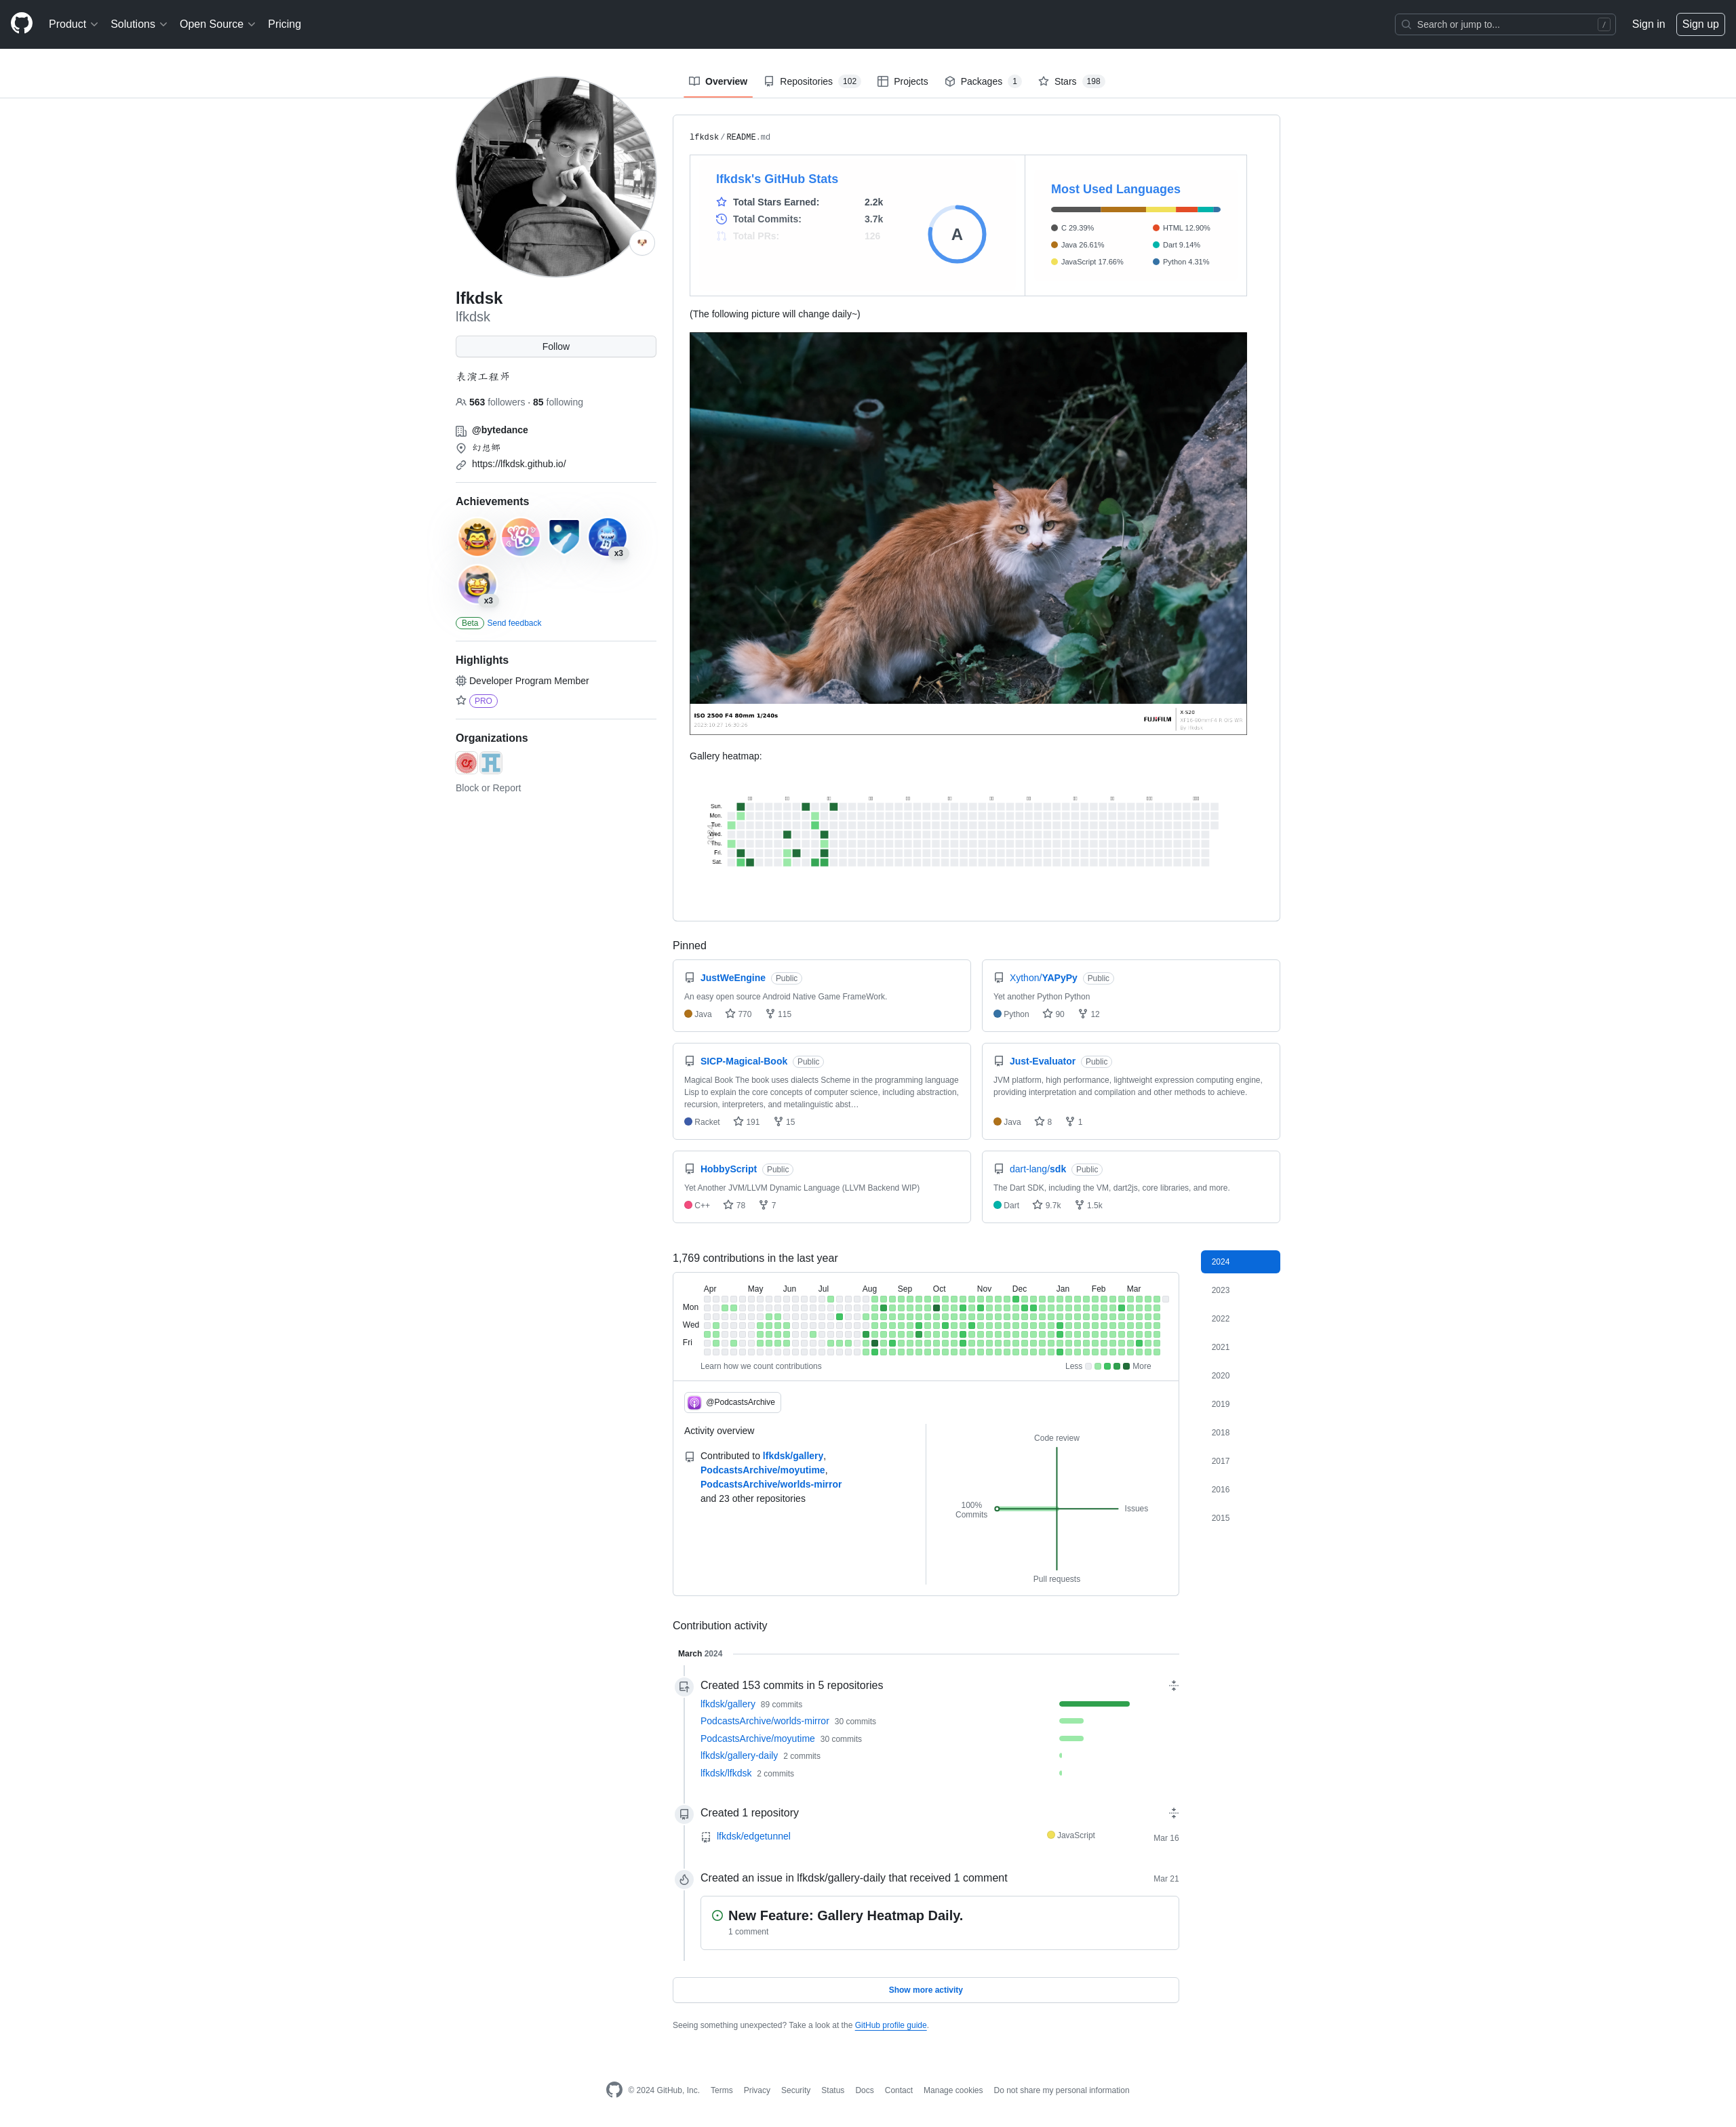 Product
Solutions
Open Source
Pricing
Search or jump to...
/
Sign in
Sign up
Overview
Repositories 102
Projects
Packages 1
Stars 198
lfkdsk
lfkdsk
Follow
表演工程师
563 followers · 85 following
@bytedance
幻想鄉
https://lfkdsk.github.io/
Achievements
YOLO
x3
x3
Beta Send feedback
Highlights
Developer Program Member
PRO
Organizations
Block or Report
lfkdsk/README.md
lfkdsk's GitHub Stats
Total Stars Earned: 2.2k
Total Commits: 3.7k
Total PRs: 126
A
Most Used Languages
C 29.39%
HTML 12.90%
Java 26.61%
Dart 9.14%
JavaScript 17.66%
Python 4.31%
(The following picture will change daily~)
ISO 2500 F4 80mm 1/240s
FUJIFILM
X-S20
Gallery heatmap:
Sun.
Mon.
Tue.
Wed.
Thu.
Fri.
Sat.
Pinned
JustWeEngine Public
An easy open source Android Native Game FrameWork.
Java 770 115
Xython/YAPyPy Public
Yet another Python Python
Python 90 12
SICP-Magical-Book Public
Magical Book The book uses dialects Scheme in the programming language
Lisp to explain the core concepts of computer science, including abstraction,
recursion, interpreters, and metalinguistic abst…
Racket 191 15
Just-Evaluator Public
JVM platform, high performance, lightweight expression computing engine,
providing interpretation and compilation and other methods to achieve.
Java 8 1
HobbyScript Public
Yet Another JVM/LLVM Dynamic Language (LLVM Backend WIP)
C++ 78 7
dart-lang/sdk Public
The Dart SDK, including the VM, dart2js, core libraries, and more.
Dart 9.7k 1.5k
1,769 contributions in the last year
Apr May Jun Jul Aug Sep Oct Nov Dec Jan Feb Mar
Mon
Wed
Fri
Learn how we count contributions
Less More
@PodcastsArchive
Activity overview
Contributed to lfkdsk/gallery,
PodcastsArchive/moyutime,
PodcastsArchive/worlds-mirror
and 23 other repositories
Code review
100%
Commits
Issues
Pull requests
2024
2023
2022
2021
2020
2019
2018
2017
2016
2015
Contribution activity
March 2024
Created 153 commits in 5 repositories
lfkdsk/gallery 89 commits
PodcastsArchive/worlds-mirror 30 commits
PodcastsArchive/moyutime 30 commits
lfkdsk/gallery-daily 2 commits
lfkdsk/lfkdsk 2 commits
Created 1 repository
lfkdsk/edgetunnel JavaScript Mar 16
Created an issue in lfkdsk/gallery-daily that received 1 comment Mar 21
New Feature: Gallery Heatmap Daily.
1 comment
Show more activity
Seeing something unexpected? Take a look at the GitHub profile guide.
© 2024 GitHub, Inc. Terms Privacy Security Status Docs Contact Manage cookies Do not share my personal information